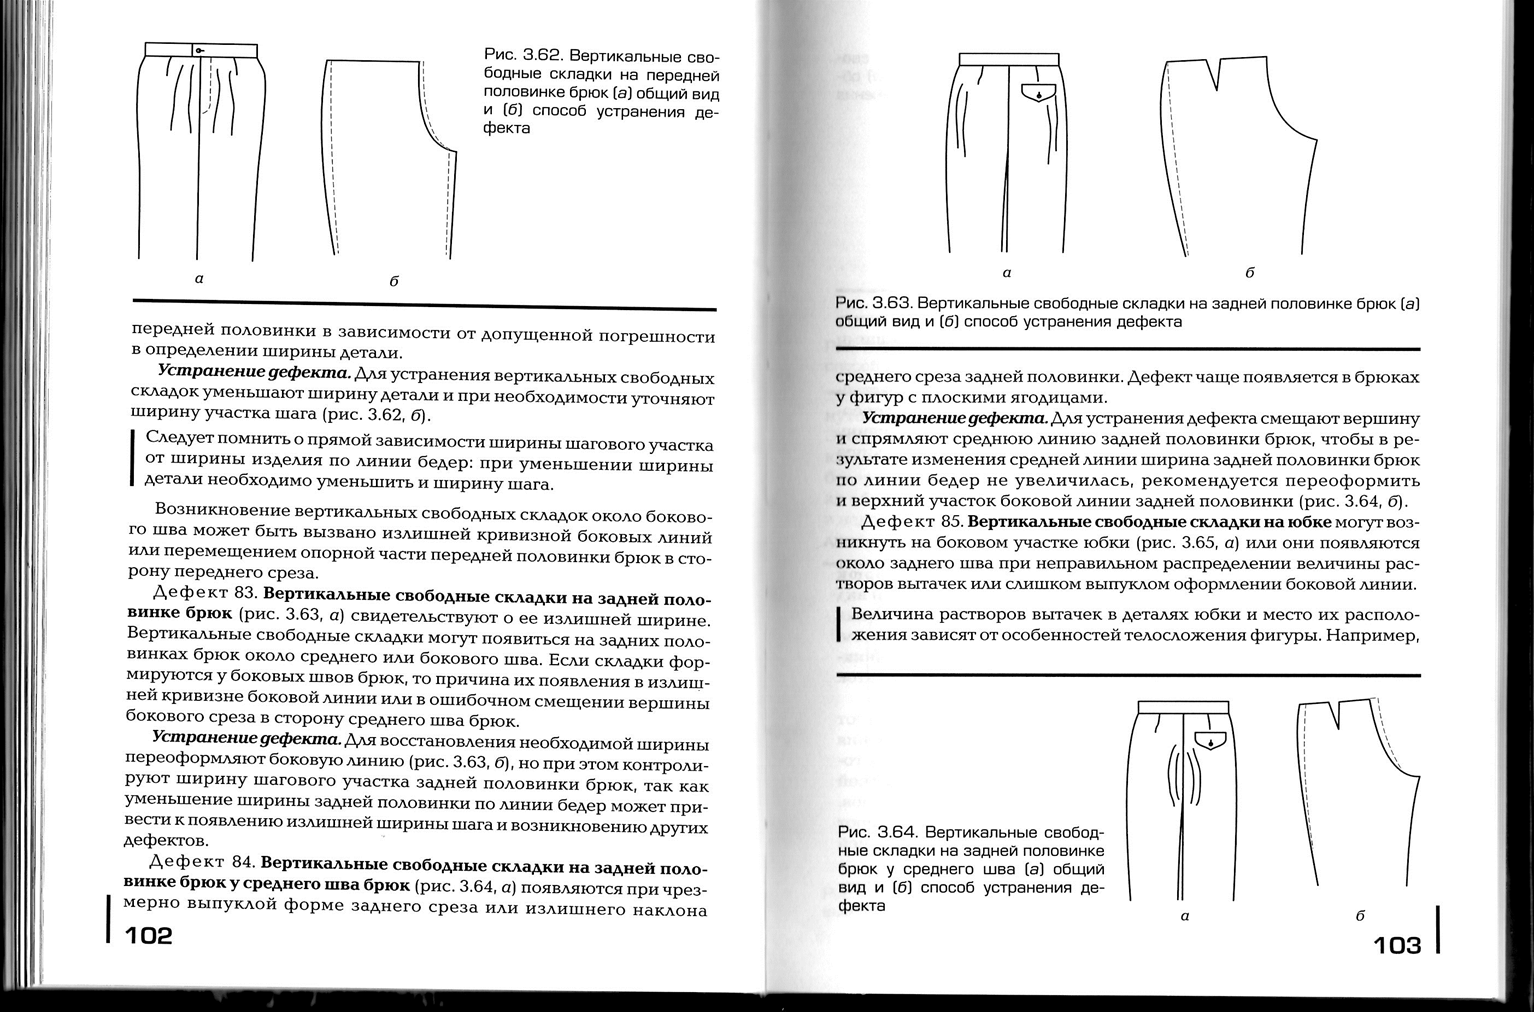 Рис. 3.62. Вертикальные сво-
бодные складки на передней
половинке брюк (а) общий вид
и (б) способ устранения де-
фекта
а
б
передней половинки в зависимости от допущенной погрешности
в определении ширины детали.
Устранение дефекта. Для устранения вертикальных свободных
складок уменьшают ширину детали и при необходимости уточняют
ширину участка шага (рис. 3.62, б).
Следует помнить о прямой зависимости ширины шагового участка
от ширины изделия по линии бедер: при уменьшении ширины
детали необходимо уменьшить и ширину шага.
Возникновение вертикальных свободных складок около боково-
го шва может быть вызвано излишней кривизной боковых линий
или перемещением опорной части передней половинки брюк в сто-
рону переднего среза.
Дефект 83. Вертикальные свободные складки на задней поло-
винке брюк (рис. 3.63, а) свидетельствуют о ее излишней ширине.
Вертикальные свободные складки могут появиться на задних поло-
винках брюк около среднего или бокового шва. Если складки фор-
мируются у боковых швов брюк, то причина их появления в излиш-
ней кривизне боковой линии или в ошибочном смещении вершины
бокового среза в сторону среднего шва брюк.
Устранение дефекта. Для восстановления необходимой ширины
переоформляют боковую линию (рис. 3.63, б), но при этом контроли-
руют ширину шагового участка задней половинки брюк, так как
уменьшение ширины задней половинки по линии бедер может при-
вести к появлению излишней ширины шага и возникновению других
дефектов.
Дефект 84. Вертикальные свободные складки на задней поло-
винке брюк у среднего шва брюк (рис. 3.64, а) появляются при чрез-
мерно выпуклой форме заднего среза или излишнего наклона
102
а
б
Рис. 3.63. Вертикальные свободные складки на задней половинке брюк (а)
общий вид и (б) способ устранения дефекта
среднего среза задней половинки. Дефект чаще появляется в брюках
у фигур с плоскими ягодицами.
Устранение дефекта. Для устранения дефекта смещают вершину
и спрямляют среднюю линию задней половинки брюк, чтобы в ре-
зультате изменения средней линии ширина задней половинки брюк
по линии бедер не увеличилась, рекомендуется переоформить
и верхний участок боковой линии задней половинки (рис. 3.64, б).
Дефект 85. Вертикальные свободные складки на юбке могут воз-
никнуть на боковом участке юбки (рис. 3.65, а) или они появляются
около заднего шва при неправильном распределении величины рас-
творов вытачек или слишком выпуклом оформлении боковой линии.
Величина растворов вытачек в деталях юбки и место их располо-
жения зависят от особенностей телосложения фигуры. Например,
Рис. 3.64. Вертикальные свобод-
ные складки на задней половинке
брюк у среднего шва (а) общий
вид и (б) способ устранения де-
фекта
а
б
103